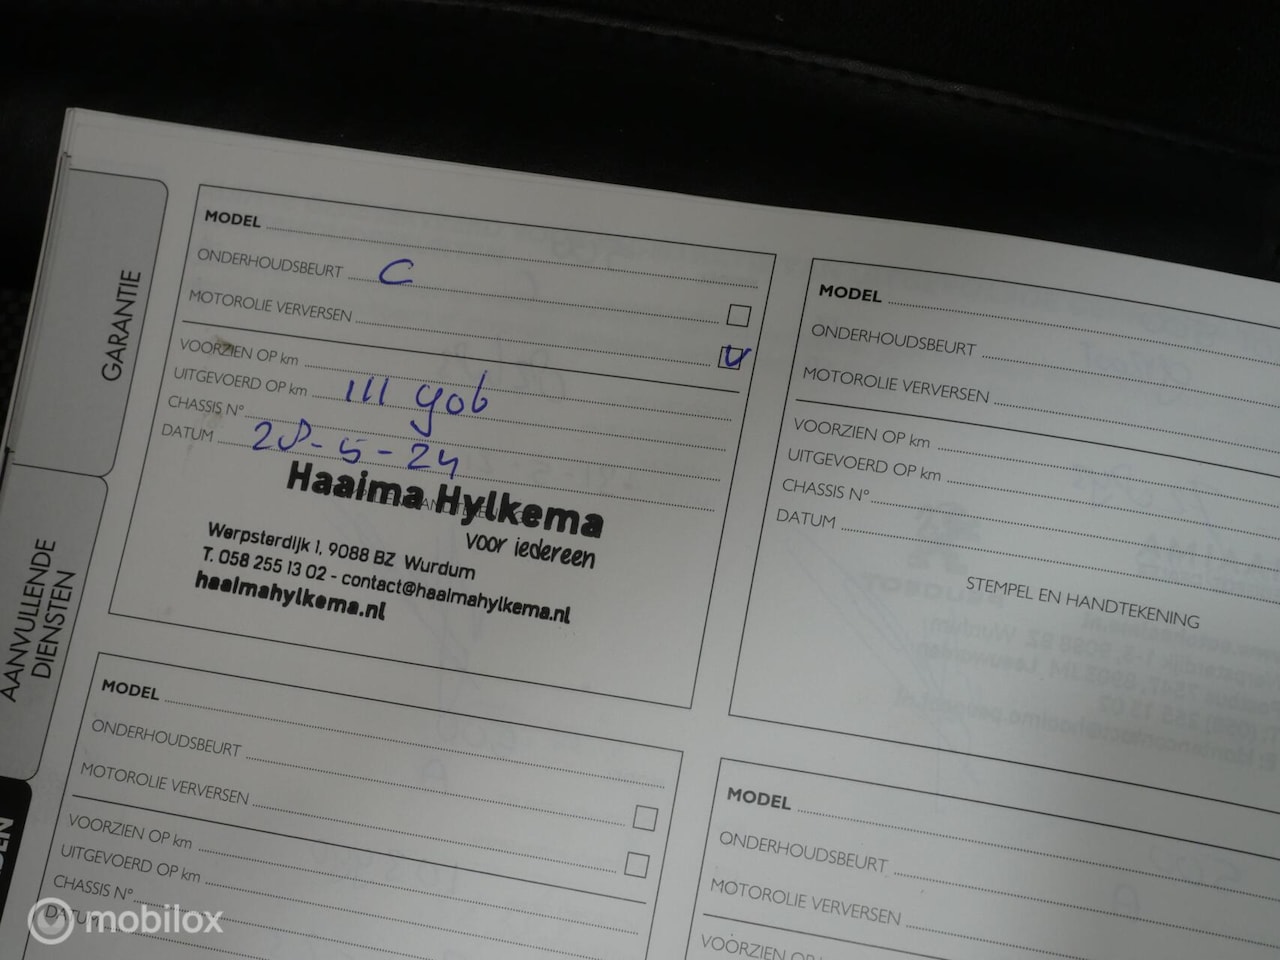 GARANTIE
AANVULLENDE
DIENSTEN
MODEL
ONDERHOUDSBEURT C
MOTOROLIE VERVERSEN
VOORZIEN OP km
UITGEVOERD OP km 111 906
CHASSIS N°
DATUM 28-5-24
Haaima Hylkema
voor iedereen
Werpsterdijk 1, 9088 BZ Wurdum
T. 058 255 13 02 - contact@haaimahylkema.nl
haaimahylkema.nl
MODEL
ONDERHOUDSBEURT
MOTOROLIE VERVERSEN
VOORZIEN OP km
UITGEVOERD OP km
CHASSIS N°
DATUM
STEMPEL EN HANDTEKENING
MODEL
ONDERHOUDSBEURT
MOTOROLIE VERVERSEN
VOORZIEN OP km
UITGEVOERD OP km
CHASSIS N°
DATUM
MODEL
ONDERHOUDSBEURT
MOTOROLIE VERVERSEN
VOORZIEN OP km
mobilox